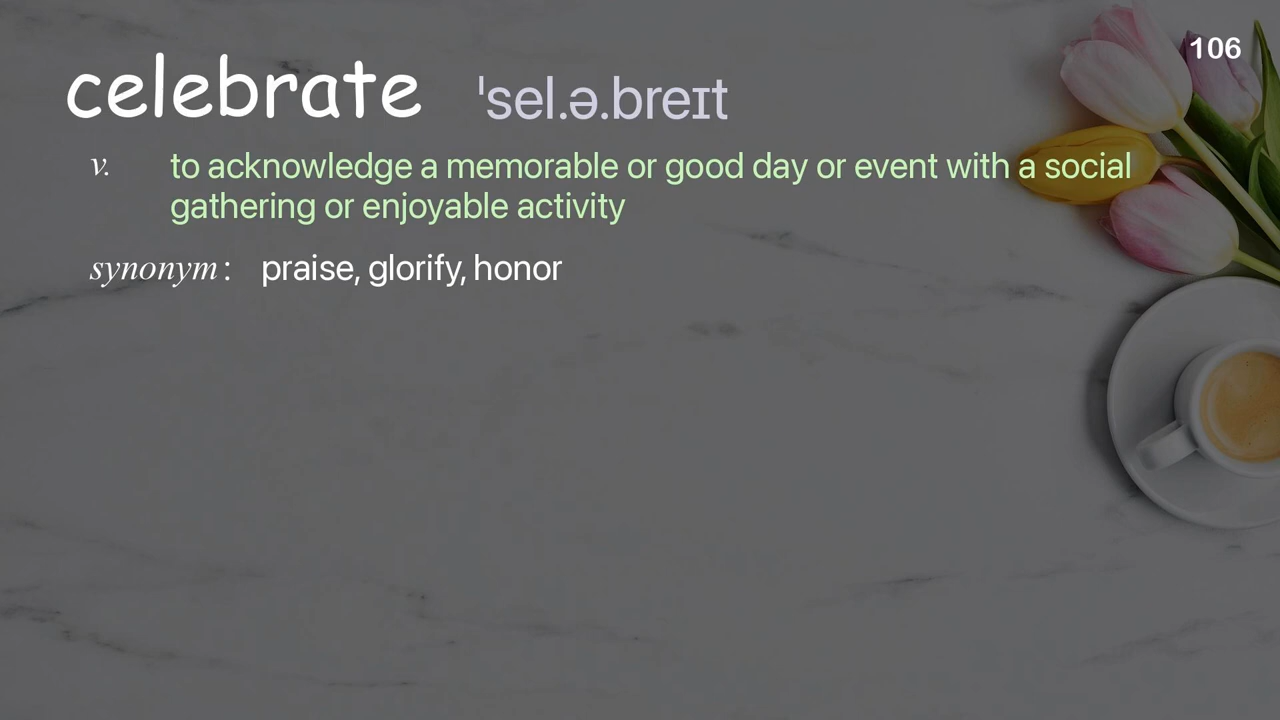 106
celebrate ˈsel.ə.breɪt
v. to acknowledge a memorable or good day or event with a social
gathering or enjoyable activity
synonym : praise, glorify, honor